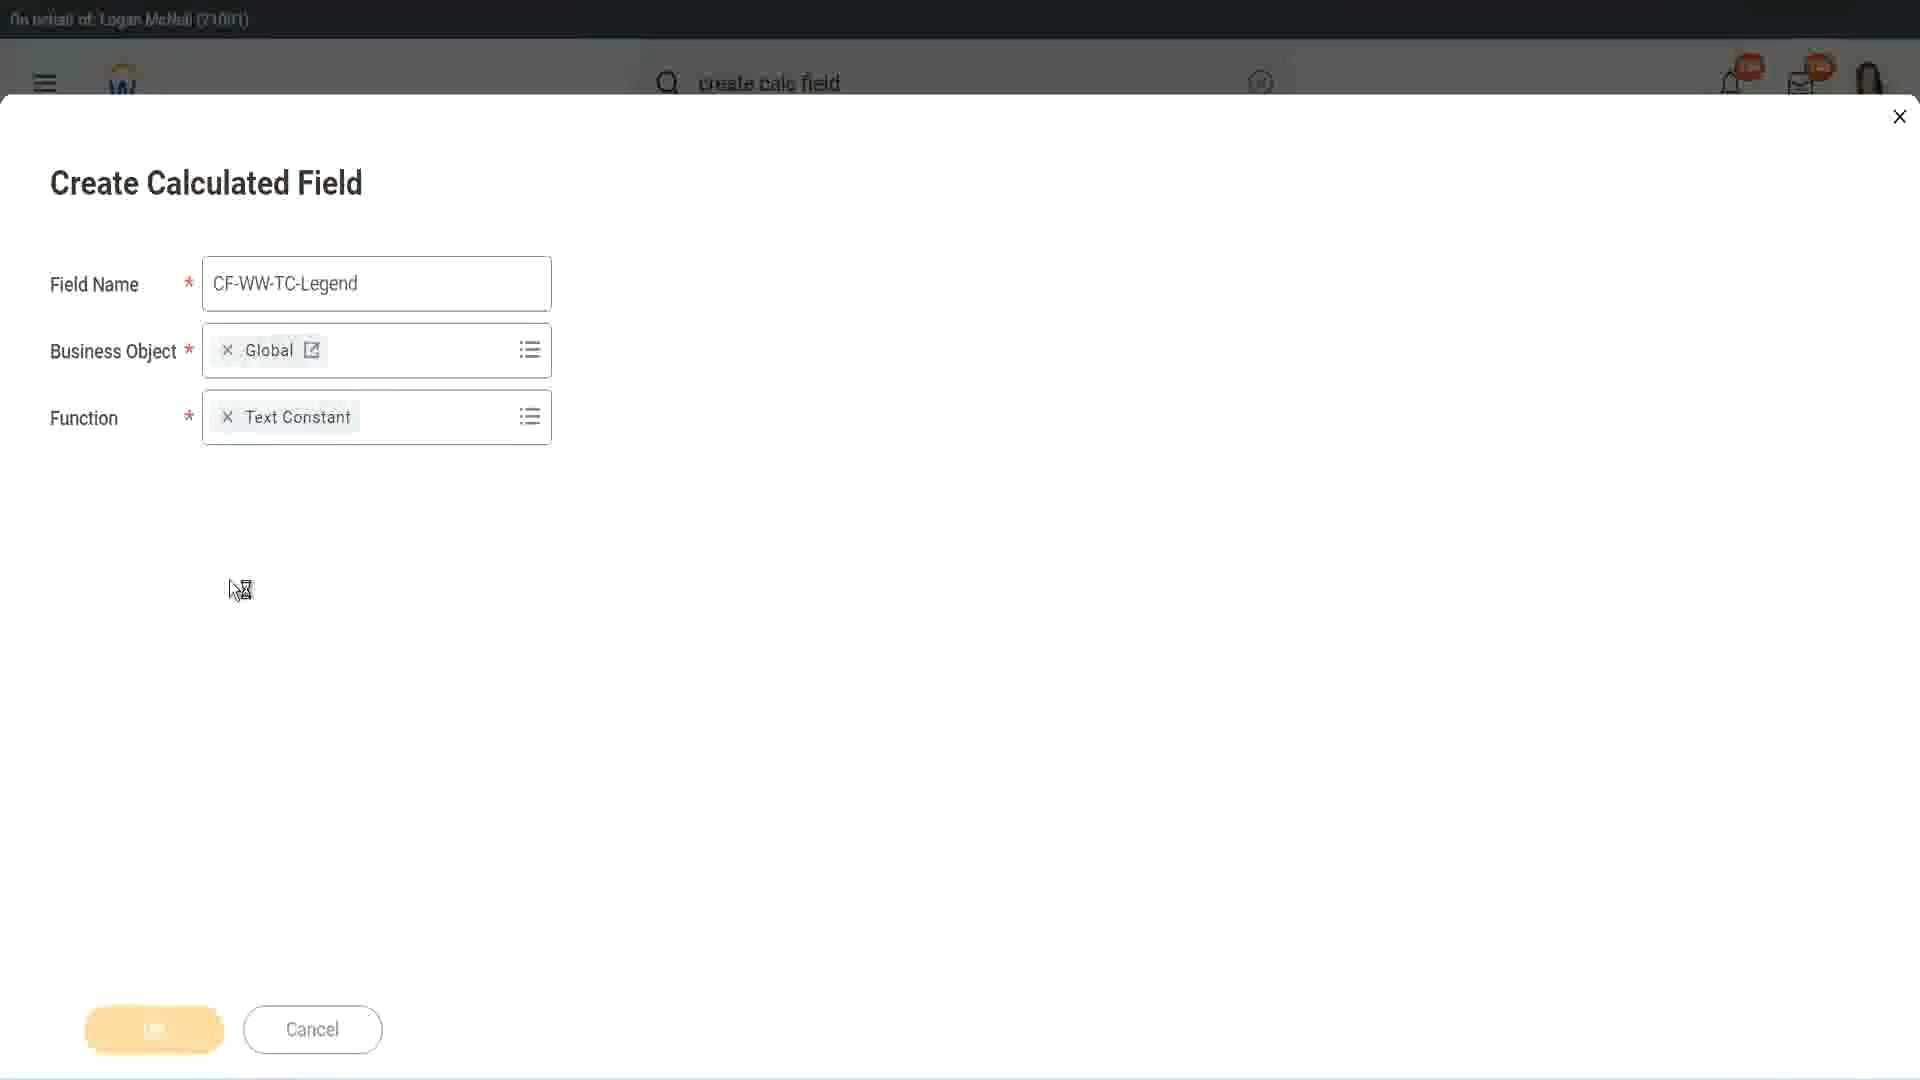 On behalf of: Logan McNeil (21001)
create calc field
Create Calculated Field
Field Name *
CF-WW-TC-Legend
Business Object *
Global
Function *
Text Constant
Cancel